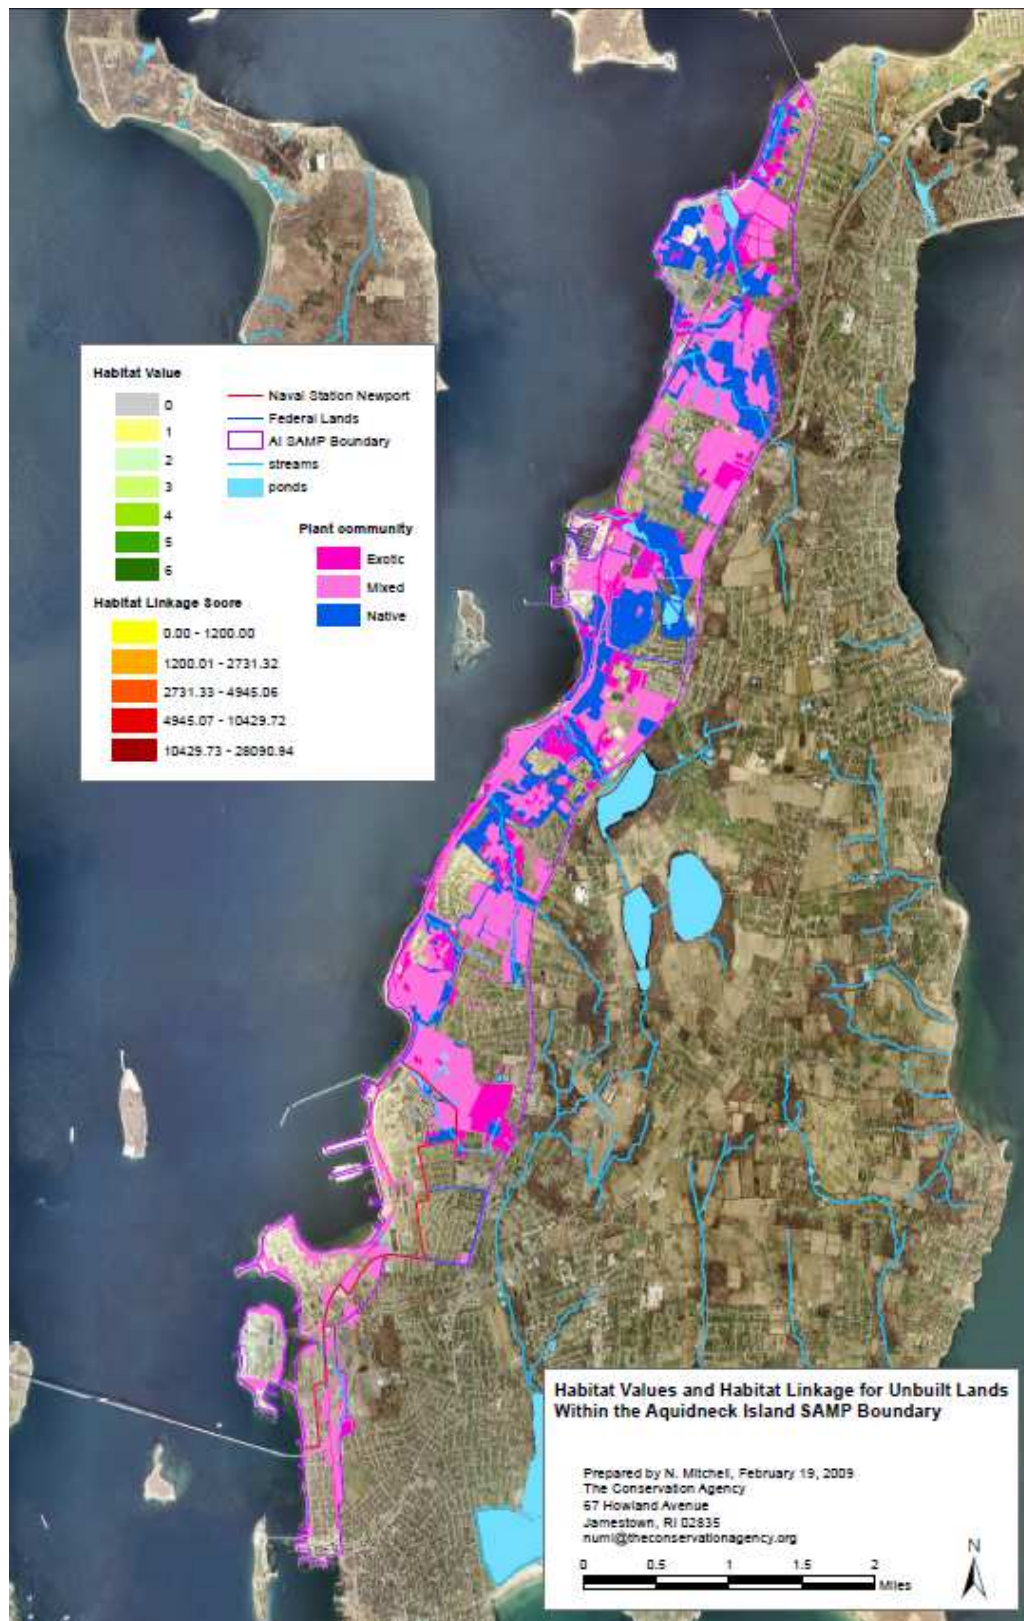 Habitat Value
0
1
2
3
4
5
6
Naval Station Newport
Federal Lands
AI SAMP Boundary
streams
ponds
Plant community
Exotic
Mixed
Native
Habitat Linkage Score
0.00 - 1200.00
1200.01 - 2731.32
2731.33 - 4945.06
4945.07 - 10429.72
10429.73 - 28090.94
Habitat Values and Habitat Linkage for Unbuilt Lands
Within the Aquidneck Island SAMP Boundary
Prepared by N. Mitchell, February 19, 2009
The Conservation Agency
67 Howland Avenue
Jamestown, RI 02835
numi@theconservationagency.org
N
0 0.5 1 1.5 2
Miles